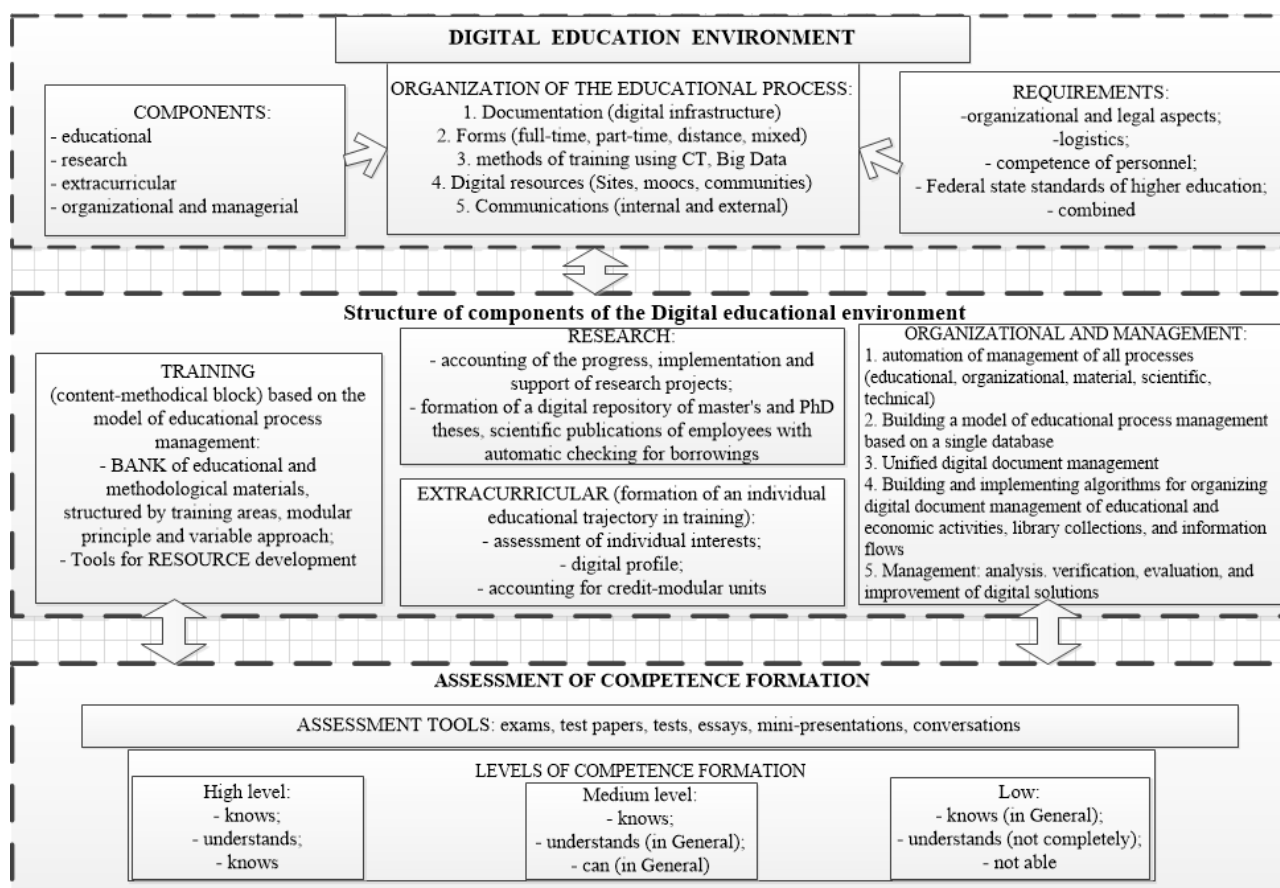 DIGITAL EDUCATION ENVIRONMENT
COMPONENTS:
- educational
- research
- extracurricular
- organizational and managerial
ORGANIZATION OF THE EDUCATIONAL PROCESS:
1. Documentation (digital infrastructure)
2. Forms (full-time, part-time, distance, mixed)
3. methods of training using CT, Big Data
4. Digital resources (Sites, moocs, communities)
5. Communications (internal and external)
REQUIREMENTS:
-organizational and legal aspects;
-logistics;
- competence of personnel;
- Federal state standards of higher education;
- combined
Structure of components of the Digital educational environment
TRAINING
(content-methodical block) based on the
model of educational process
management:
- BANK of educational and
methodological materials,
structured by training areas, modular
principle and variable approach;
- Tools for RESOURCE development
RESEARCH:
- accounting of the progress, implementation and
support of research projects;
- formation of a digital repository of master's and PhD
theses, scientific publications of employees with
automatic checking for borrowings
EXTRACURRICULAR (formation of an individual
educational trajectory in training):
- assessment of individual interests;
- digital profile;
- accounting for credit-modular units
ORGANIZATIONAL AND MANAGEMENT:
1. automation of management of all processes
(educational, organizational, material, scientific,
technical)
2. Building a model of educational process management
based on a single database
3. Unified digital document management
4. Building and implementing algorithms for organizing
digital document management of educational and
economic activities, library collections, and information
flows
5. Management: analysis. verification, evaluation, and
improvement of digital solutions
ASSESSMENT OF COMPETENCE FORMATION
ASSESSMENT TOOLS: exams, test papers, tests, essays, mini-presentations, conversations
LEVELS OF COMPETENCE FORMATION
High level:
- knows;
- understands;
- knows
Medium level:
- knows;
- understands (in General);
- can (in General)
Low:
- knows (in General);
- understands (not completely);
- not able